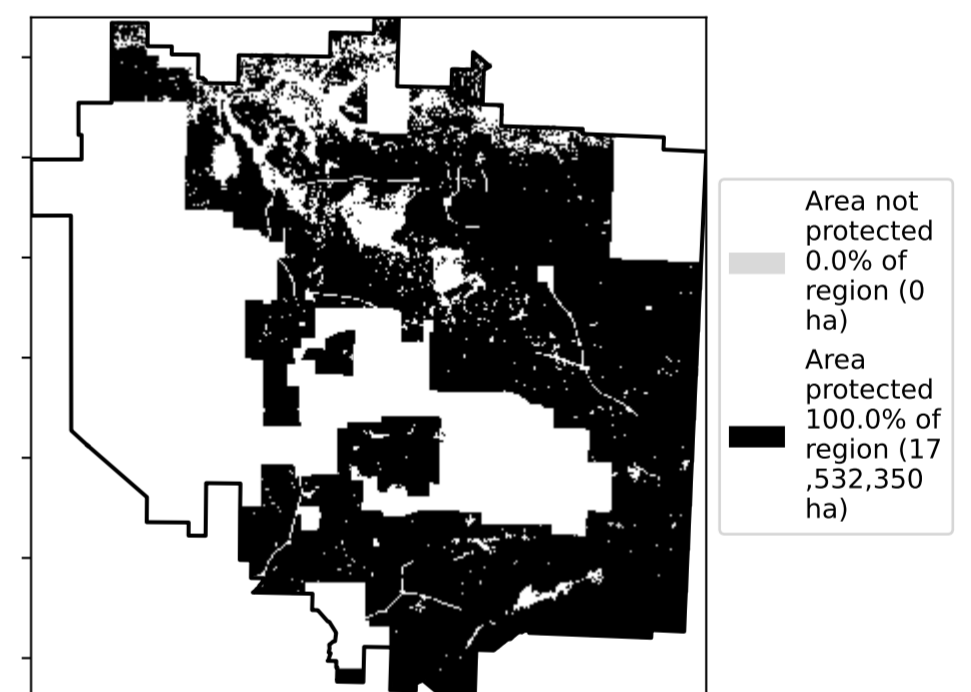 Area not
protected
0.0% of
region (0
ha)
Area
protected
100.0% of
region (17
,532,350
ha)